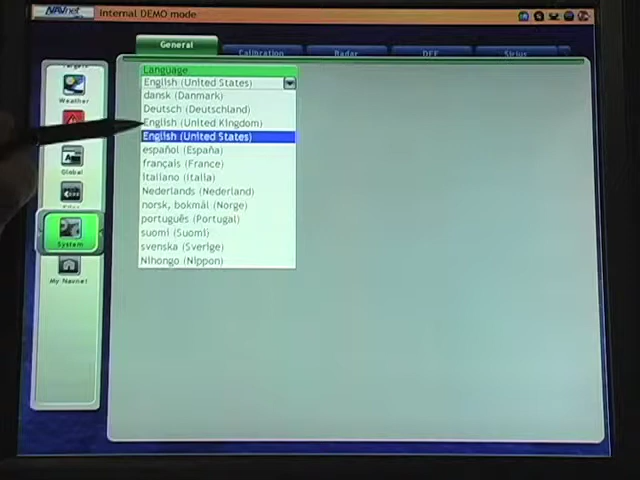 NAVnet
Internal DEMO mode
General
Calibration
Radar
DFF
Sirius
Targets
Weather
Global
Files
System
My Navnet
Language
English (United States)
dansk (Danmark)
Deutsch (Deutschland)
English (United Kingdom)
English (United States)
español (España)
français (France)
italiano (Italia)
Nederlands (Nederland)
norsk, bokmål (Norge)
português (Portugal)
suomi (Suomi)
svenska (Sverige)
Nihongo (Nippon)